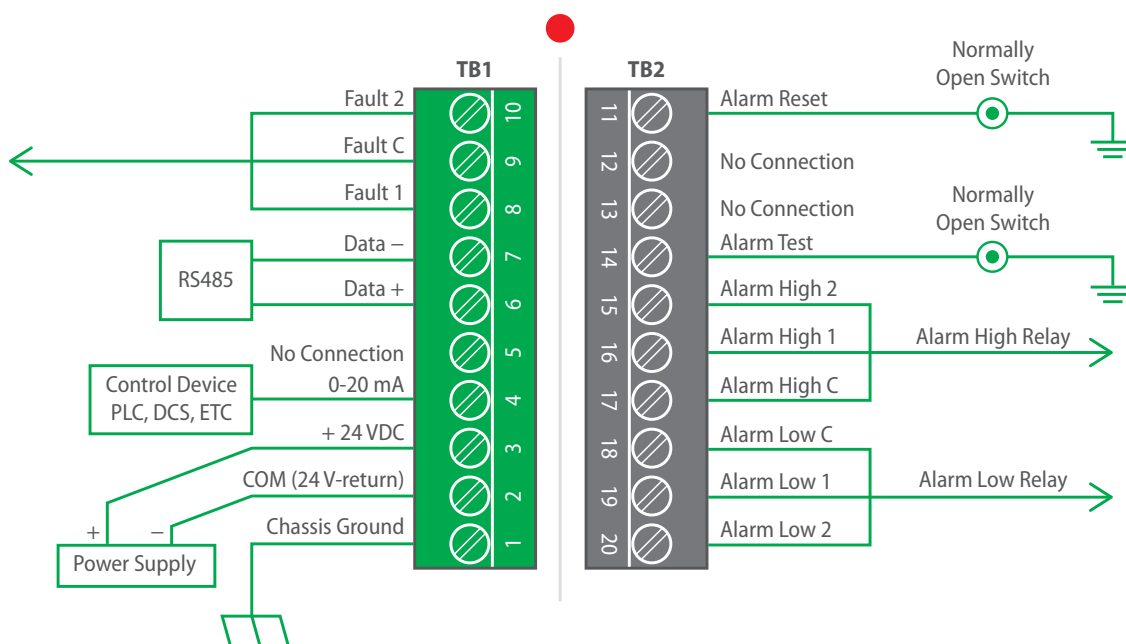 TB1
Fault 2
10
Fault C
9
Fault 1
8
Data –
7
RS485
Data +
6
No Connection
5
0-20 mA
4
Control Device
PLC, DCS, ETC
+ 24 VDC
3
COM (24 V-return)
2
Chassis Ground
1
+
–
Power Supply
TB2
11
Alarm Reset
Normally
Open Switch
12
No Connection
13
No Connection
14
Alarm Test
Normally
Open Switch
15
Alarm High 2
16
Alarm High 1
Alarm High Relay
17
Alarm High C
18
Alarm Low C
19
Alarm Low 1
Alarm Low Relay
20
Alarm Low 2